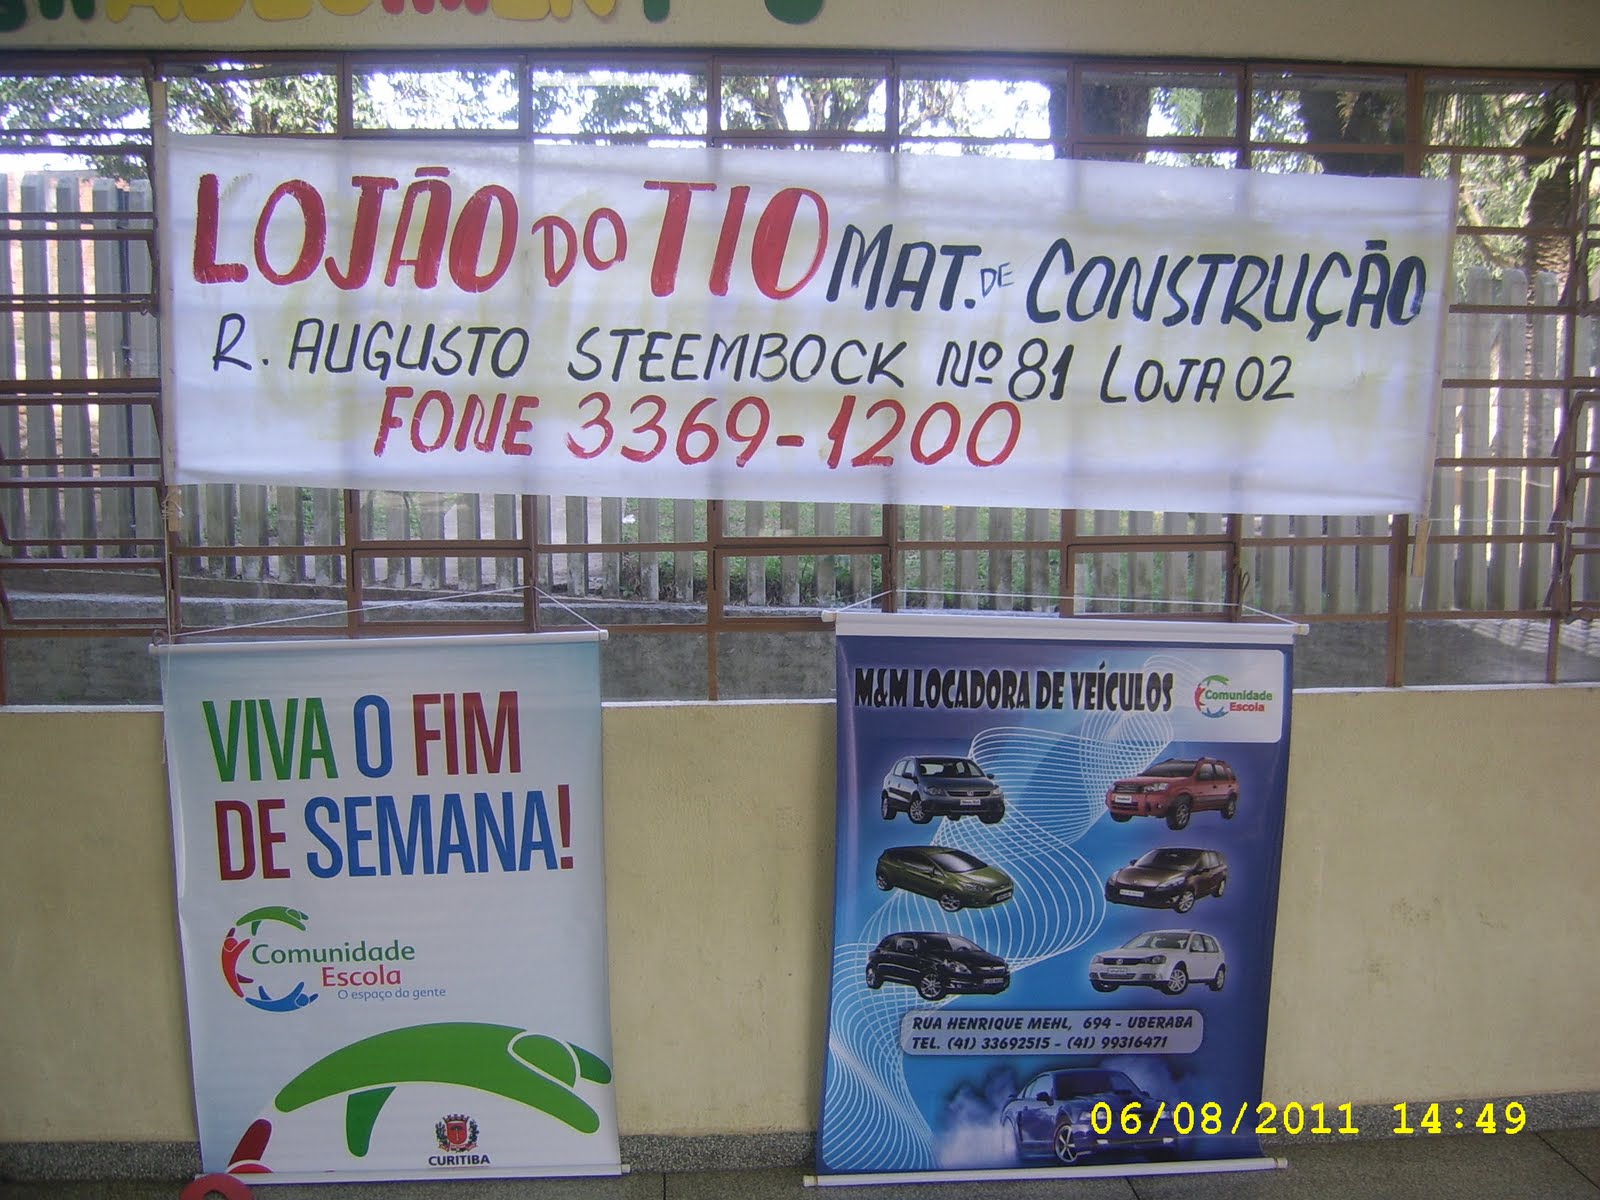 LOJÃO DO TIO MAT. DE CONSTRUÇÃO
R. AUGUSTO STEEMBOCK Nº 81 LOJA 02
FONE 3369-1200
VIVA O FIM
DE SEMANA!
Comunidade
Escola
O espaço da gente
CURITIBA
M&M LOCADORA DE VEÍCULOS
Comunidade
Escola
RUA HENRIQUE MEHL, 694 - UBERABA
TEL. (41) 33692515 - (41) 99316471
06/08/2011 14:49